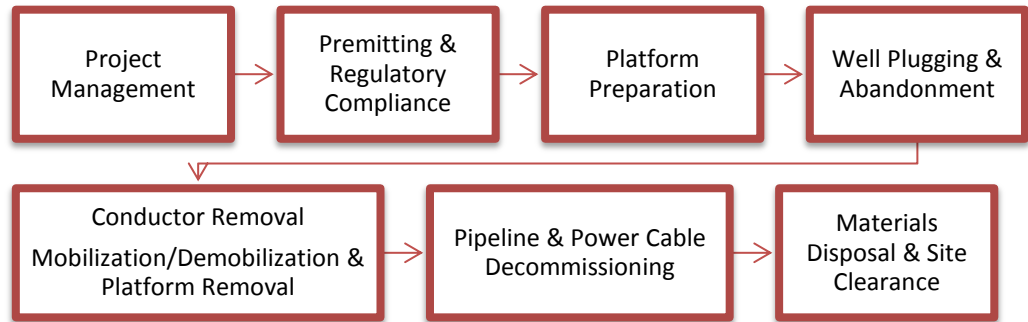 Project
Management
Premitting &
Regulatory
Compliance
Platform
Preparation
Well Plugging &
Abandonment
Conductor Removal
Mobilization/Demobilization &
Platform Removal
Pipeline & Power Cable
Decommissioning
Materials
Disposal & Site
Clearance